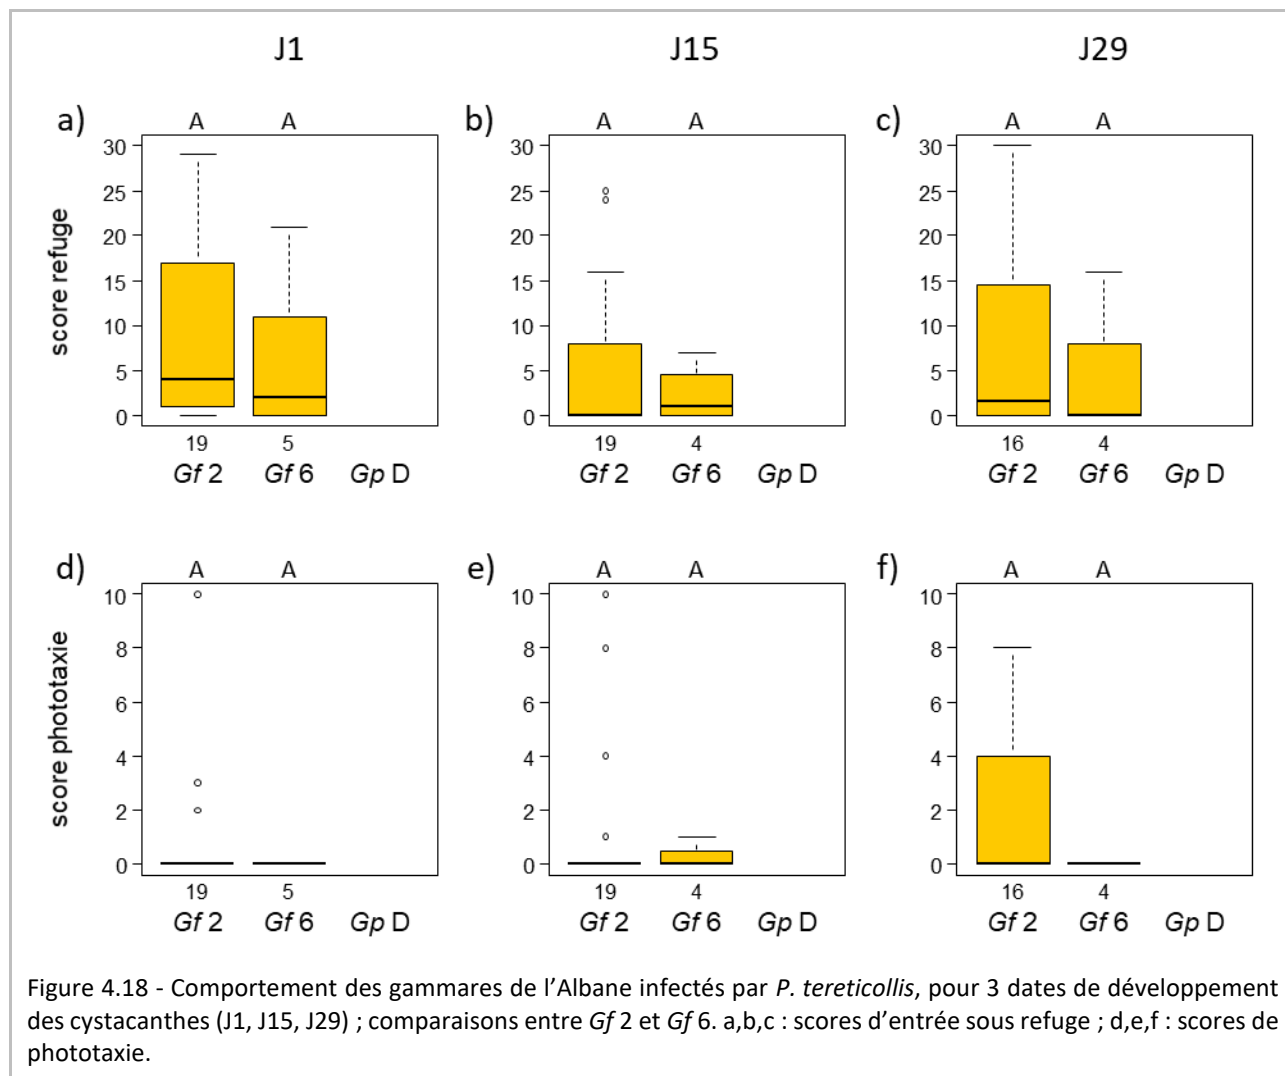 J1 J15 J29
a) A A b) A A c) A A
score refuge
30 30 30
25 25 25
20 20 20
15 15 15
10 10 10
5 5 5
0 0 0
19 5 19 4 16 4
Gf 2 Gf 6 Gp D Gf 2 Gf 6 Gp D Gf 2 Gf 6 Gp D
d) A A e) A A f) A A
score phototaxie
10 10 10
8 8 8
6 6 6
4 4 4
2 2 2
0 0 0
19 5 19 4 16 4
Gf 2 Gf 6 Gp D Gf 2 Gf 6 Gp D Gf 2 Gf 6 Gp D
Figure 4.18 - Comportement des gammares de l’Albane infectés par P. tereticollis, pour 3 dates de développement
des cystacanthes (J1, J15, J29) ; comparaisons entre Gf 2 et Gf 6. a,b,c : scores d’entrée sous refuge ; d,e,f : scores de
phototaxie.